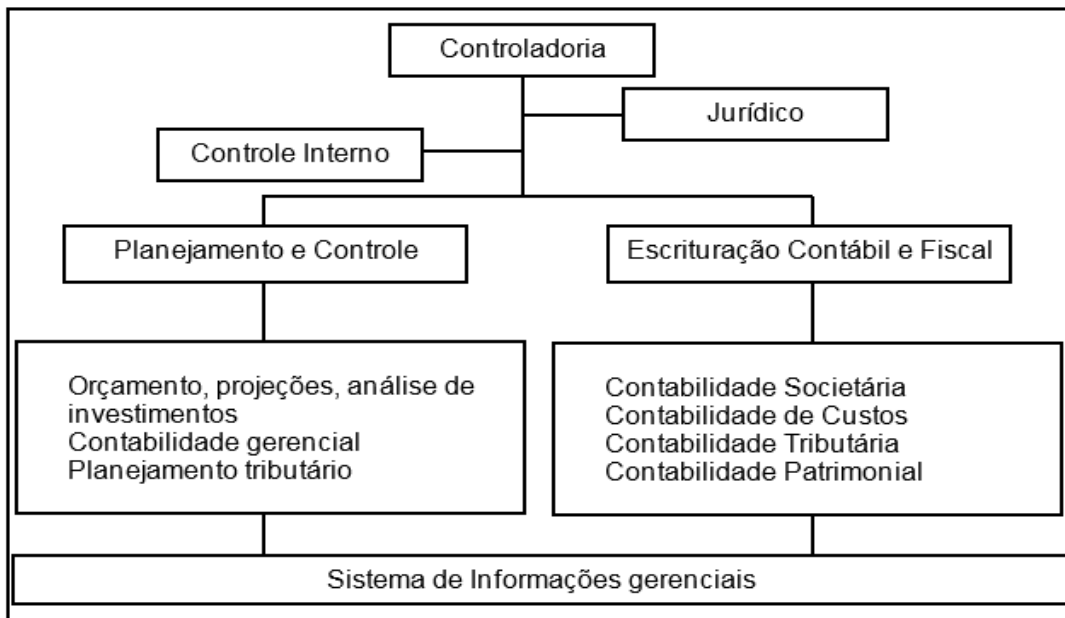 Controladoria
Jurídico
Controle Interno
Planejamento e Controle
Escrituração Contábil e Fiscal
Orçamento, projeções, análise de
investimentos
Contabilidade gerencial
Planejamento tributário
Contabilidade Societária
Contabilidade de Custos
Contabilidade Tributária
Contabilidade Patrimonial
Sistema de Informações gerenciais